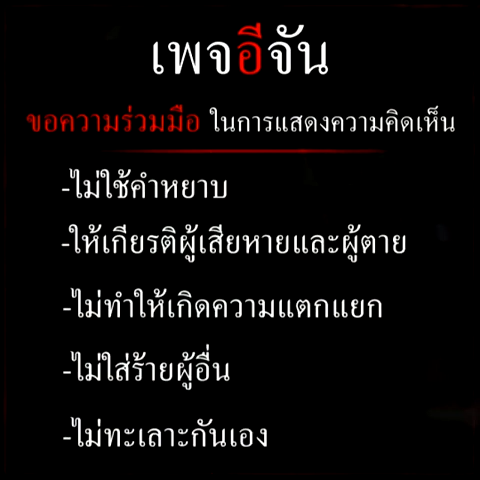 เพจอีจัน
ขอความร่วมมือ ในการแสดงความคิดเห็น
-ไม่ใช้คำหยาบ
-ให้เกียรติผู้เสียหายและผู้ตาย
-ไม่ทำให้เกิดความแตกแยก
-ไม่ใส่ร้ายผู้อื่น
-ไม่ทะเลาะกันเอง